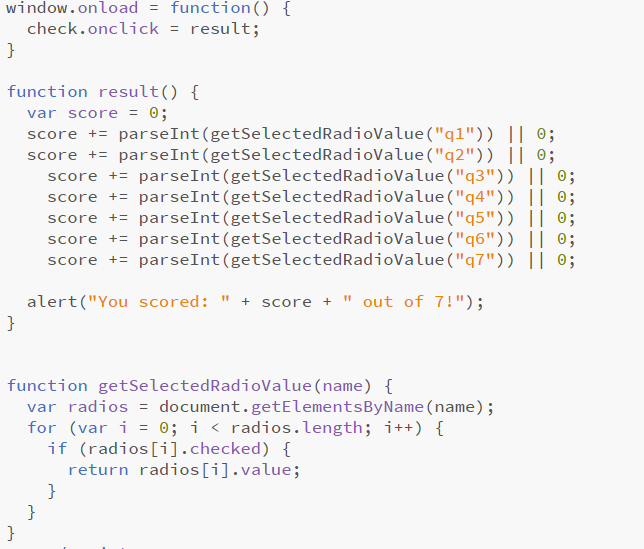 window.onload = function() {
  check.onclick = result;
}

function result() {
  var score = 0;
  score += parseInt(getSelectedRadioValue("q1")) || 0;
  score += parseInt(getSelectedRadioValue("q2")) || 0;
    score += parseInt(getSelectedRadioValue("q3")) || 0;
    score += parseInt(getSelectedRadioValue("q4")) || 0;
    score += parseInt(getSelectedRadioValue("q5")) || 0;
    score += parseInt(getSelectedRadioValue("q6")) || 0;
    score += parseInt(getSelectedRadioValue("q7")) || 0;

  alert("You scored: " + score + " out of 7!");
}


function getSelectedRadioValue(name) {
  var radios = document.getElementsByName(name);
  for (var i = 0; i < radios.length; i++) {
    if (radios[i].checked) {
      return radios[i].value;
    }
  }
}